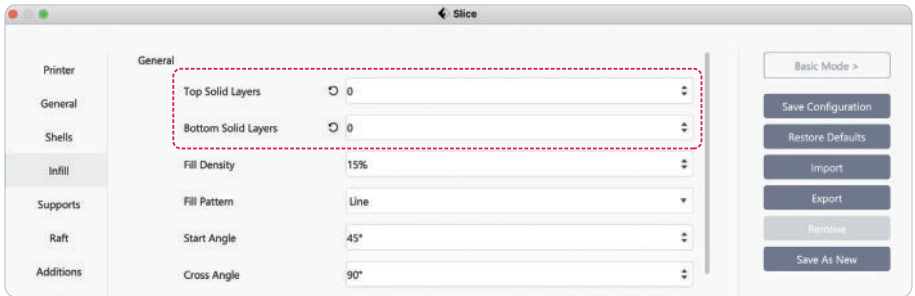 Slice
Printer
General
Shells
Infill
Supports
Raft
Additions
General
Top Solid Layers 0
Bottom Solid Layers 0
Fill Density 15%
Fill Pattern Line
Start Angle 45°
Cross Angle 90°
Basic Mode >
Save Configuration
Restore Defaults
Import
Export
Remove
Save As New